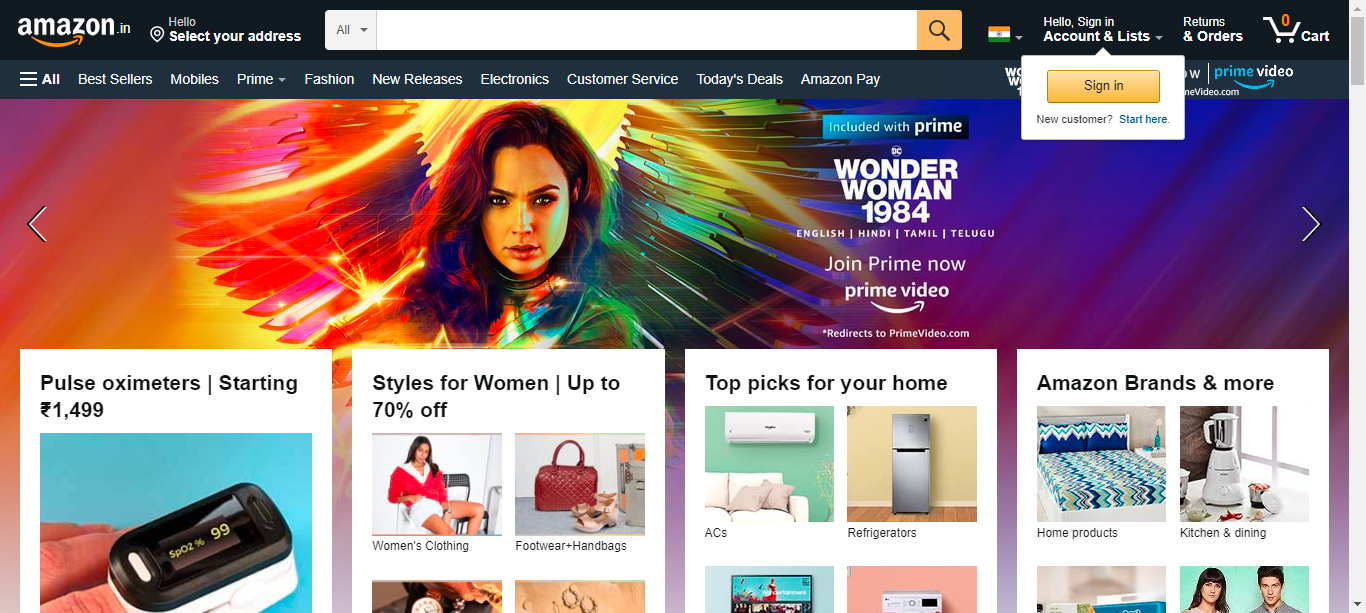 amazon.in
Hello
Select your address
All
Hello, Sign in
Account & Lists
Returns
& Orders
0
Cart
All
Best Sellers
Mobiles
Prime
Fashion
New Releases
Electronics
Customer Service
Today's Deals
Amazon Pay
prime video
Sign in
New customer? Start here.
Included with prime
DC
WONDER
WOMAN
1984
ENGLISH | HINDI | TAMIL | TELUGU
Join Prime now
prime video
*Redirects to PrimeVideo.com
Pulse oximeters | Starting
₹1,499
SpO2 % 99
Styles for Women | Up to
70% off
Women's Clothing
Footwear+Handbags
Top picks for your home
ACs
Refrigerators
Amazon Brands & more
Home products
Kitchen & dining